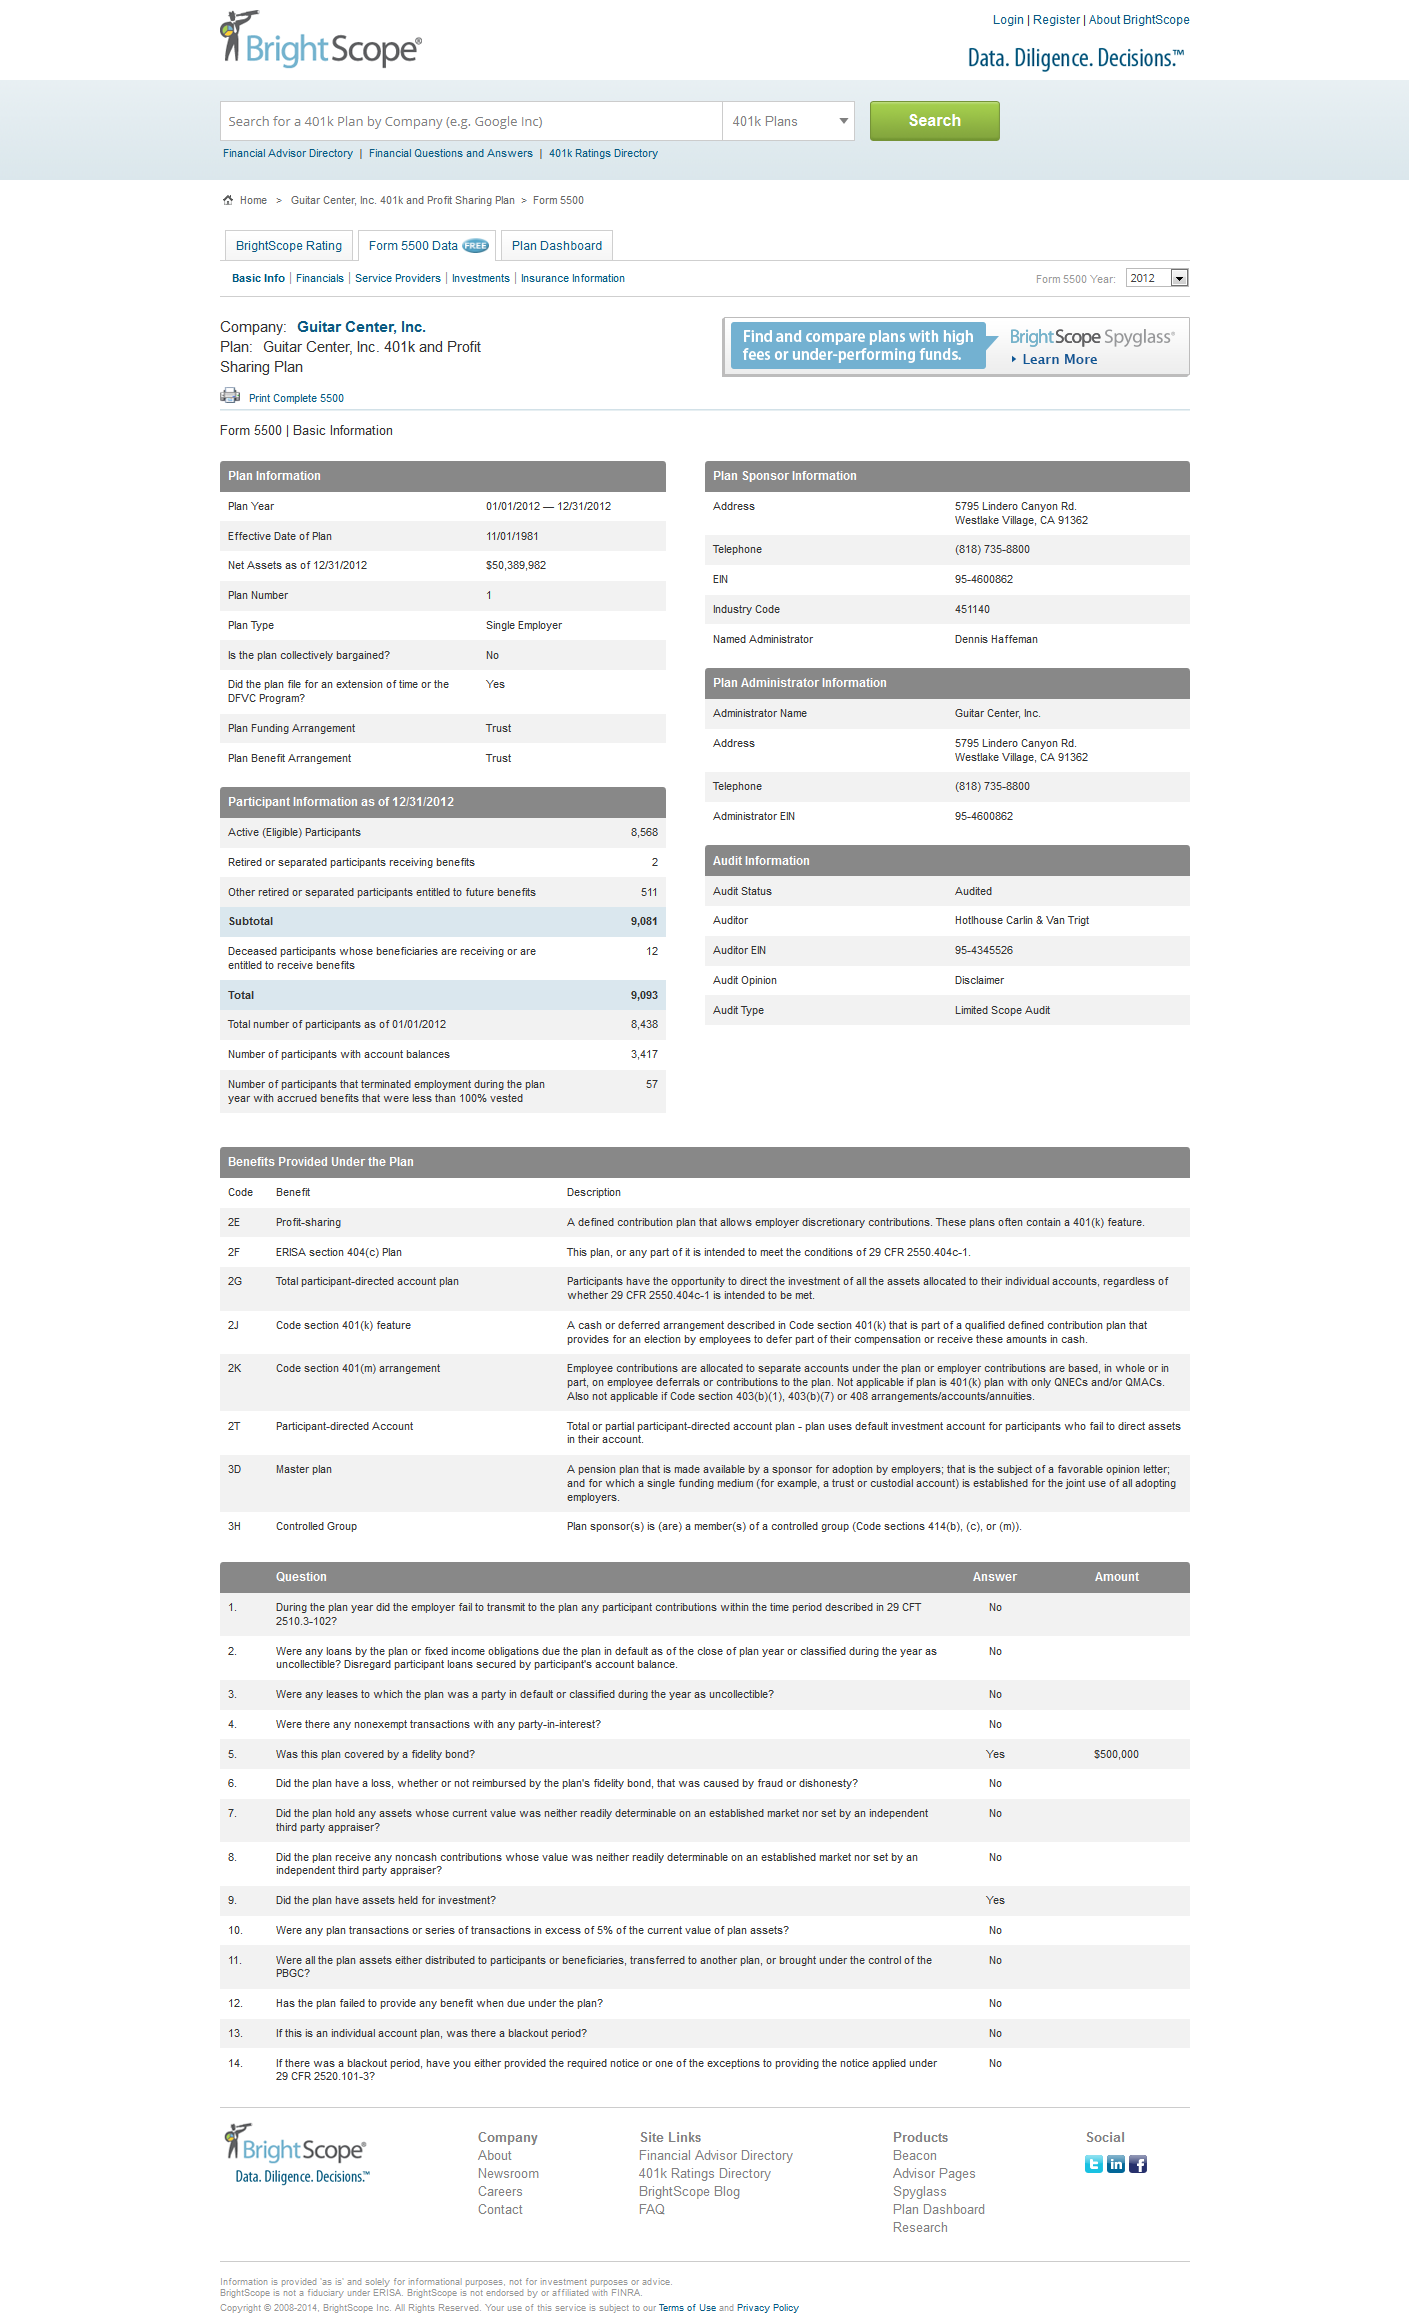 BrightScope®
Login | Register | About BrightScope
Data. Diligence. Decisions.™
Search for a 401k Plan by Company (e.g. Google Inc)
401k Plans
Search
Financial Advisor Directory | Financial Questions and Answers | 401k Ratings Directory
Home > Guitar Center, Inc. 401k and Profit Sharing Plan > Form 5500
BrightScope Rating
Form 5500 Data FREE
Plan Dashboard
Basic Info | Financials | Service Providers | Investments | Insurance Information
Form 5500 Year: 2012
Company: Guitar Center, Inc.
Plan: Guitar Center, Inc. 401k and Profit
Sharing Plan
Find and compare plans with high
fees or under-performing funds.
BrightScope Spyglass®
Learn More
Print Complete 5500
Form 5500 | Basic Information
Plan Information
Plan Year 01/01/2012 — 12/31/2012
Effective Date of Plan 11/01/1981
Net Assets as of 12/31/2012 $50,389,982
Plan Number 1
Plan Type Single Employer
Is the plan collectively bargained? No
Did the plan file for an extension of time or the Yes
DFVC Program?
Plan Funding Arrangement Trust
Plan Benefit Arrangement Trust
Participant Information as of 12/31/2012
Active (Eligible) Participants 8,568
Retired or separated participants receiving benefits 2
Other retired or separated participants entitled to future benefits 511
Subtotal 9,081
Deceased participants whose beneficiaries are receiving or are 12
entitled to receive benefits
Total 9,093
Total number of participants as of 01/01/2012 8,438
Number of participants with account balances 3,417
Number of participants that terminated employment during the plan 57
year with accrued benefits that were less than 100% vested
Plan Sponsor Information
Address 5795 Lindero Canyon Rd.
Westlake Village, CA 91362
Telephone (818) 735-8800
EIN 95-4600862
Industry Code 451140
Named Administrator Dennis Haffeman
Plan Administrator Information
Administrator Name Guitar Center, Inc.
Address 5795 Lindero Canyon Rd.
Westlake Village, CA 91362
Telephone (818) 735-8800
Administrator EIN 95-4600862
Audit Information
Audit Status Audited
Auditor Hotlhouse Carlin & Van Trigt
Auditor EIN 95-4345526
Audit Opinion Disclaimer
Audit Type Limited Scope Audit
Benefits Provided Under the Plan
Code Benefit Description
2E Profit-sharing A defined contribution plan that allows employer discretionary contributions. These plans often contain a 401(k) feature.
2F ERISA section 404(c) Plan This plan, or any part of it is intended to meet the conditions of 29 CFR 2550.404c-1.
2G Total participant-directed account plan Participants have the opportunity to direct the investment of all the assets allocated to their individual accounts, regardless of
whether 29 CFR 2550.404c-1 is intended to be met.
2J Code section 401(k) feature A cash or deferred arrangement described in Code section 401(k) that is part of a qualified defined contribution plan that
provides for an election by employees to defer part of their compensation or receive these amounts in cash.
2K Code section 401(m) arrangement Employee contributions are allocated to separate accounts under the plan or employer contributions are based, in whole or in
part, on employee deferrals or contributions to the plan. Not applicable if plan is 401(k) plan with only QNECs and/or QMACs.
Also not applicable if Code section 403(b)(1), 403(b)(7) or 408 arrangements/accounts/annuities.
2T Participant-directed Account Total or partial participant-directed account plan - plan uses default investment account for participants who fail to direct assets
in their account.
3D Master plan A pension plan that is made available by a sponsor for adoption by employers; that is the subject of a favorable opinion letter;
and for which a single funding medium (for example, a trust or custodial account) is established for the joint use of all adopting
employers.
3H Controlled Group Plan sponsor(s) is (are) a member(s) of a controlled group (Code sections 414(b), (c), or (m)).
Question Answer Amount
1. During the plan year did the employer fail to transmit to the plan any participant contributions within the time period described in 29 CFT No
2510.3-102?
2. Were any loans by the plan or fixed income obligations due the plan in default as of the close of plan year or classified during the year as No
uncollectible? Disregard participant loans secured by participant's account balance.
3. Were any leases to which the plan was a party in default or classified during the year as uncollectible? No
4. Were there any nonexempt transactions with any party-in-interest? No
5. Was this plan covered by a fidelity bond? Yes $500,000
6. Did the plan have a loss, whether or not reimbursed by the plan's fidelity bond, that was caused by fraud or dishonesty? No
7. Did the plan hold any assets whose current value was neither readily determinable on an established market nor set by an independent No
third party appraiser?
8. Did the plan receive any noncash contributions whose value was neither readily determinable on an established market nor set by an No
independent third party appraiser?
9. Did the plan have assets held for investment? Yes
10. Were any plan transactions or series of transactions in excess of 5% of the current value of plan assets? No
11. Were all the plan assets either distributed to participants or beneficiaries, transferred to another plan, or brought under the control of the No
PBGC?
12. Has the plan failed to provide any benefit when due under the plan? No
13. If this is an individual account plan, was there a blackout period? No
14. If there was a blackout period, have you either provided the required notice or one of the exceptions to providing the notice applied under No
29 CFR 2520.101-3?
BrightScope®
Data. Diligence. Decisions.™
Company
About
Newsroom
Careers
Contact
Site Links
Financial Advisor Directory
401k Ratings Directory
BrightScope Blog
FAQ
Products
Beacon
Advisor Pages
Spyglass
Plan Dashboard
Research
Social
Information is provided 'as is' and solely for informational purposes, not for investment purposes or advice.
BrightScope is not a fiduciary under ERISA. BrightScope is not endorsed by or affiliated with FINRA.
Copyright © 2008-2014, BrightScope Inc. All Rights Reserved. Your use of this service is subject to our Terms of Use and Privacy Policy